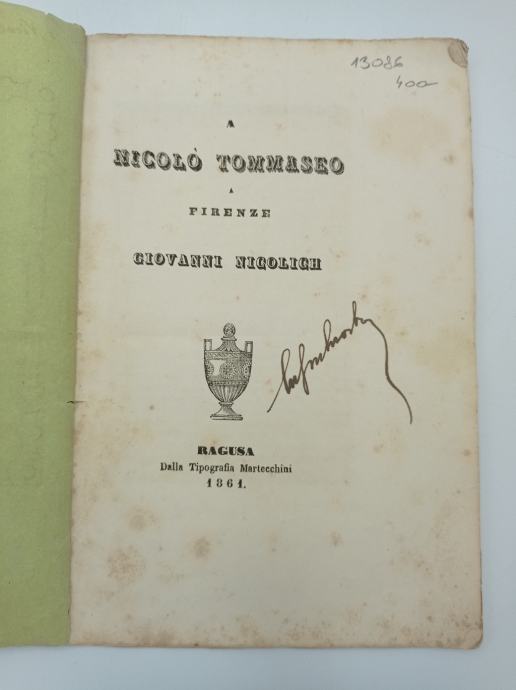 13086
400
A
NICOLÒ TOMMASEO
A
FIRENZE
GIOVANNI NICOLICH
RAGUSA
Dalla Tipografia Martecchini
1861.